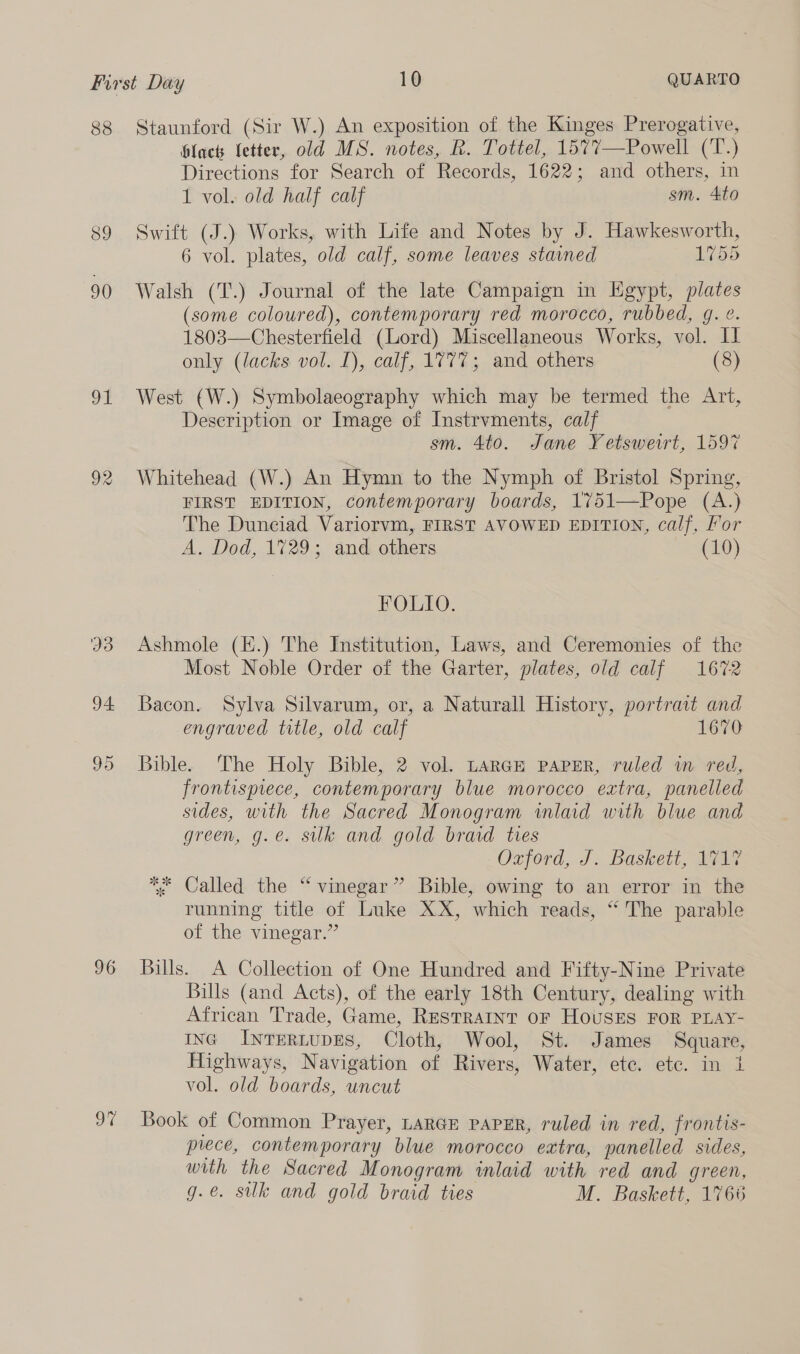 First Day 10 QUARTO
88 Staunford (Sir W.) An exposition of the Kinges Prerogative,
black letter, old MS. notes, R. Tottel, 1577—Powell (T.)
Directions for Search of Records, 1622; and others, in
1 vol. old half calf sm. 4to
89 Swift (J.) Works, with Life and Notes by J. Hawkesworth,
6 vol. plates, old calf, some leaves stained 1755
90 Walsh (T.) Journal of the late Campaign in Egypt, plates
(some coloured), contemporary red morocco, rubbed, g. e.
1803—Chesterfield (Lord) Miscellaneous Works, vol. II
only (lacks vol. I), calf, 1777; and others (8)
91 West (W.) Symbolaeography which may be termed the Art,
Description or Image of Instrvments, calf
sm. 4to. Jane Yetsweirt, 1597
92 Whitehead (W.) An Hymn to the Nymph of Bristol Spring,
FIRST EDITION, contemporary boards, 1751—Pope (A.)
The Dunciad Variorvm, FIRST AVOWED EDITION, calf, For
A. Dod, 1729; and others (10)
FOLIO.
93 Ashmole (E.) The Institution, Laws, and Ceremonies of the
Most Noble Order of the Garter, plates, old calf 1672
94 Bacon. Sylva Silvarum, or, a Naturall History, portrait and
engraved title, old calf 1670
95 Bible. The Holy Bible, 2 vol. LARGE PAPER, ruled in red,
frontispiece, contemporary blue morocco extra, panelled
sides, with the Sacred Monogram inlaid with blue and
green, g. e. silk and gold braid ties
Oxford, J. Baskett, 1717
*** Called the “vinegar” Bible, owing to an error in the
running title of Luke XX, which reads, “The parable
of the vinegar.”
96 Bills. A Collection of One Hundred and Fifty-Nine Private
Bills (and Acts), of the early 18th Century, dealing with
African Trade, Game, RESTRAINT OF HOUSES FOR PLAY-
ING INTERLUDES, Cloth, Wool, St. James Square,
Highways, Navigation of Rivers, Water, etc. etc. in 1
vol. old boards, uncut
97 Book of Common Prayer, LARGE PAPER, ruled in red, frontis-
piece, contemporary blue morocco extra, panelled sides,
with the Sacred Monogram inlaid with red and green,
g. e. silk and gold braid ties M. Baskett, 1766